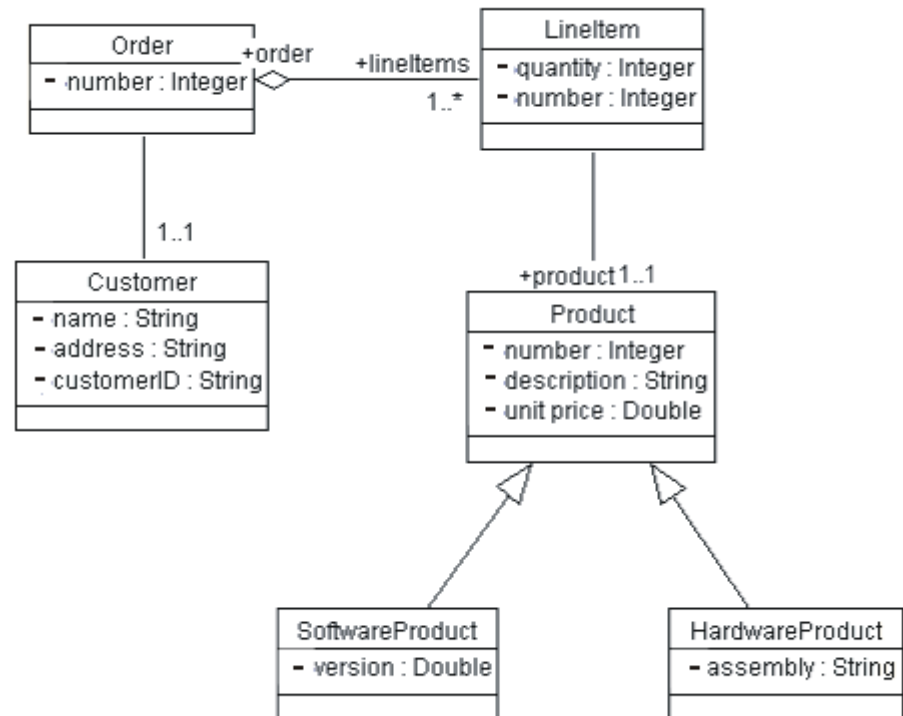 Order
- number : Integer
+order
+lineItems
1..*
LineItem
- quantity : Integer
- number : Integer
1..1
Customer
- name : String
- address : String
- customerID : String
+product 1..1
Product
- number : Integer
- description : String
- unit price : Double
SoftwareProduct
- version : Double
HardwareProduct
- assembly : String